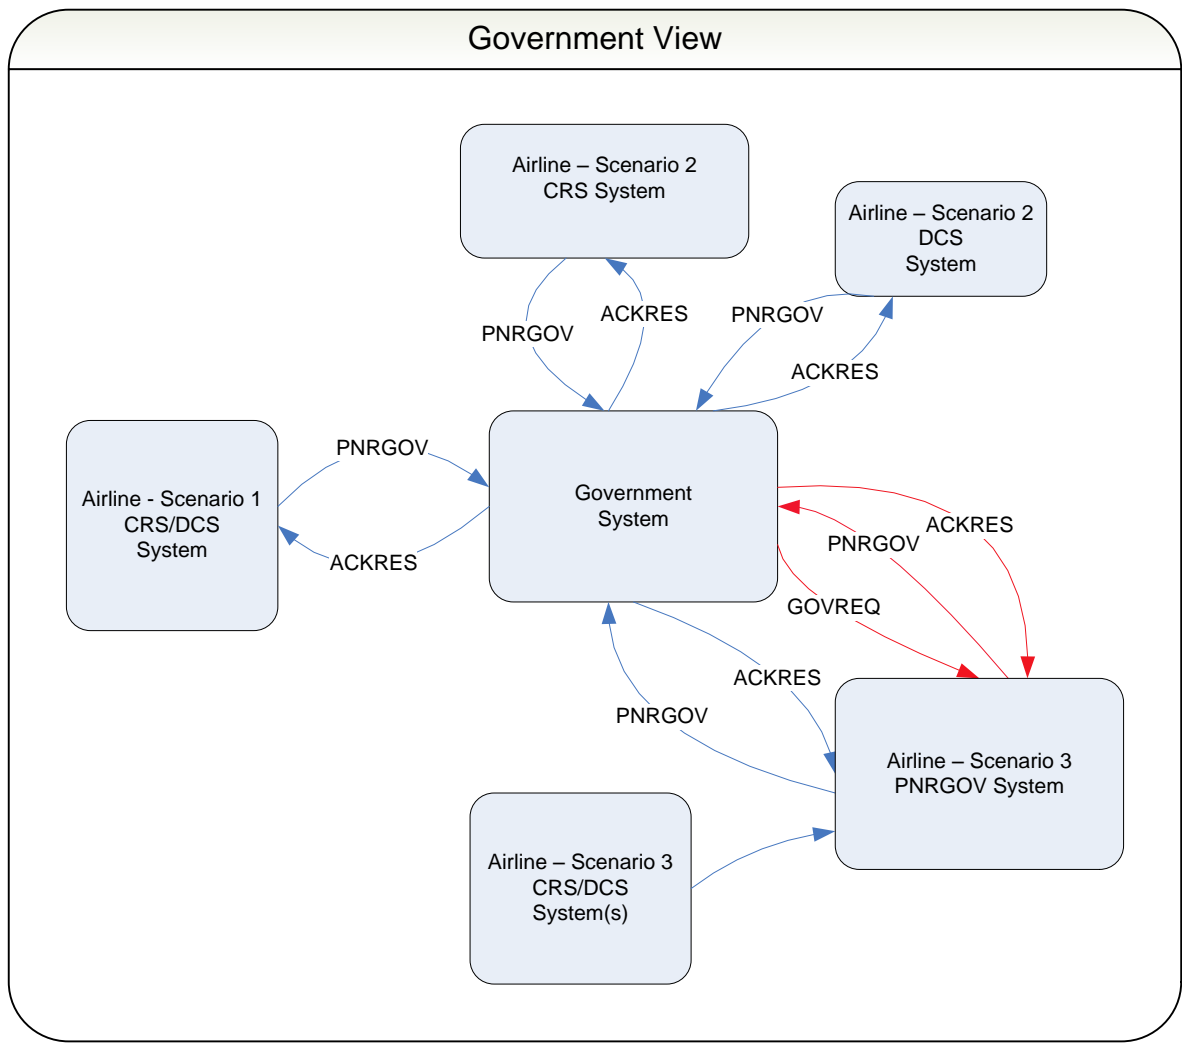 Government View
Airline – Scenario 2
CRS System
Airline – Scenario 2
DCS
System
PNRGOV
ACKRES
PNRGOV
ACKRES
Airline - Scenario 1
CRS/DCS
System
PNRGOV
ACKRES
Government
System
ACKRES
PNRGOV
GOVREQ
ACKRES
PNRGOV
Airline – Scenario 3
PNRGOV System
Airline – Scenario 3
CRS/DCS
System(s)